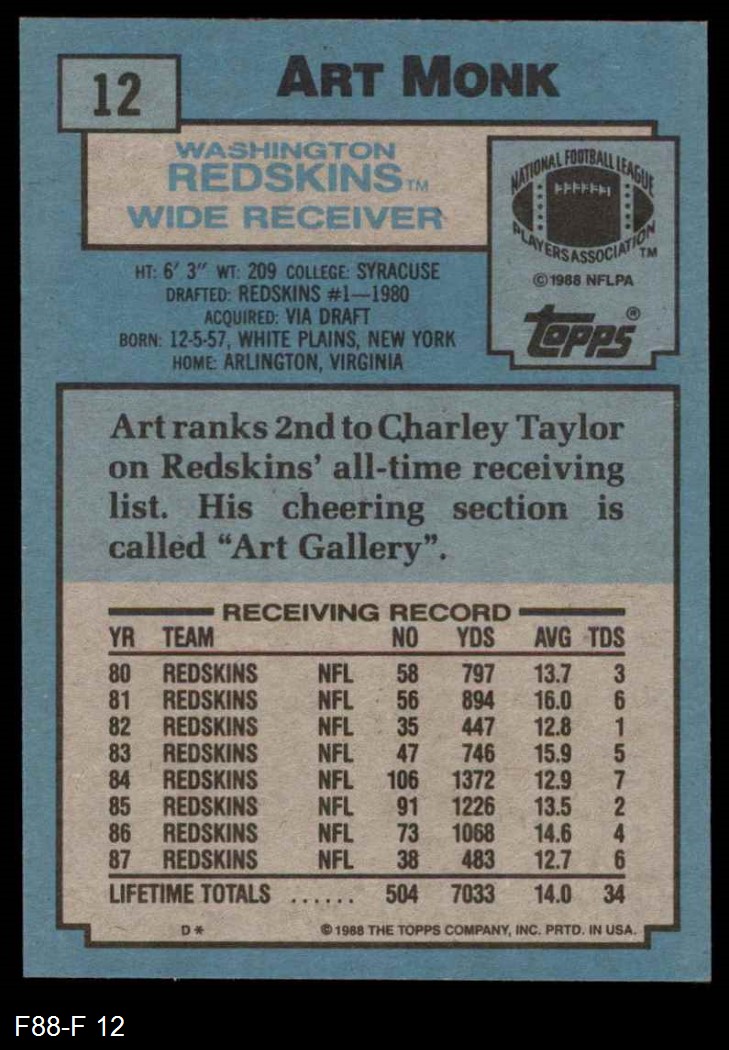 12
ART MONK
WASHINGTON
REDSKINS™
WIDE RECEIVER
NATIONAL FOOTBALL LEAGUE
PLAYERS ASSOCIATION™
©1988 NFLPA
Topps®
HT: 6' 3" WT: 209 COLLEGE: SYRACUSE
DRAFTED: REDSKINS #1—1980
ACQUIRED: VIA DRAFT
BORN: 12-5-57, WHITE PLAINS, NEW YORK
HOME: ARLINGTON, VIRGINIA
Art ranks 2nd to Charley Taylor
on Redskins' all-time receiving
list. His cheering section is
called "Art Gallery".
RECEIVING RECORD
YR TEAM NO YDS AVG TDS
80 REDSKINS NFL 58 797 13.7 3
81 REDSKINS NFL 56 894 16.0 6
82 REDSKINS NFL 35 447 12.8 1
83 REDSKINS NFL 47 746 15.9 5
84 REDSKINS NFL 106 1372 12.9 7
85 REDSKINS NFL 91 1226 13.5 2
86 REDSKINS NFL 73 1068 14.6 4
87 REDSKINS NFL 38 483 12.7 6
LIFETIME TOTALS ...... 504 7033 14.0 34
D* ©1988 THE TOPPS COMPANY, INC. PRTD. IN USA.
F88-F 12